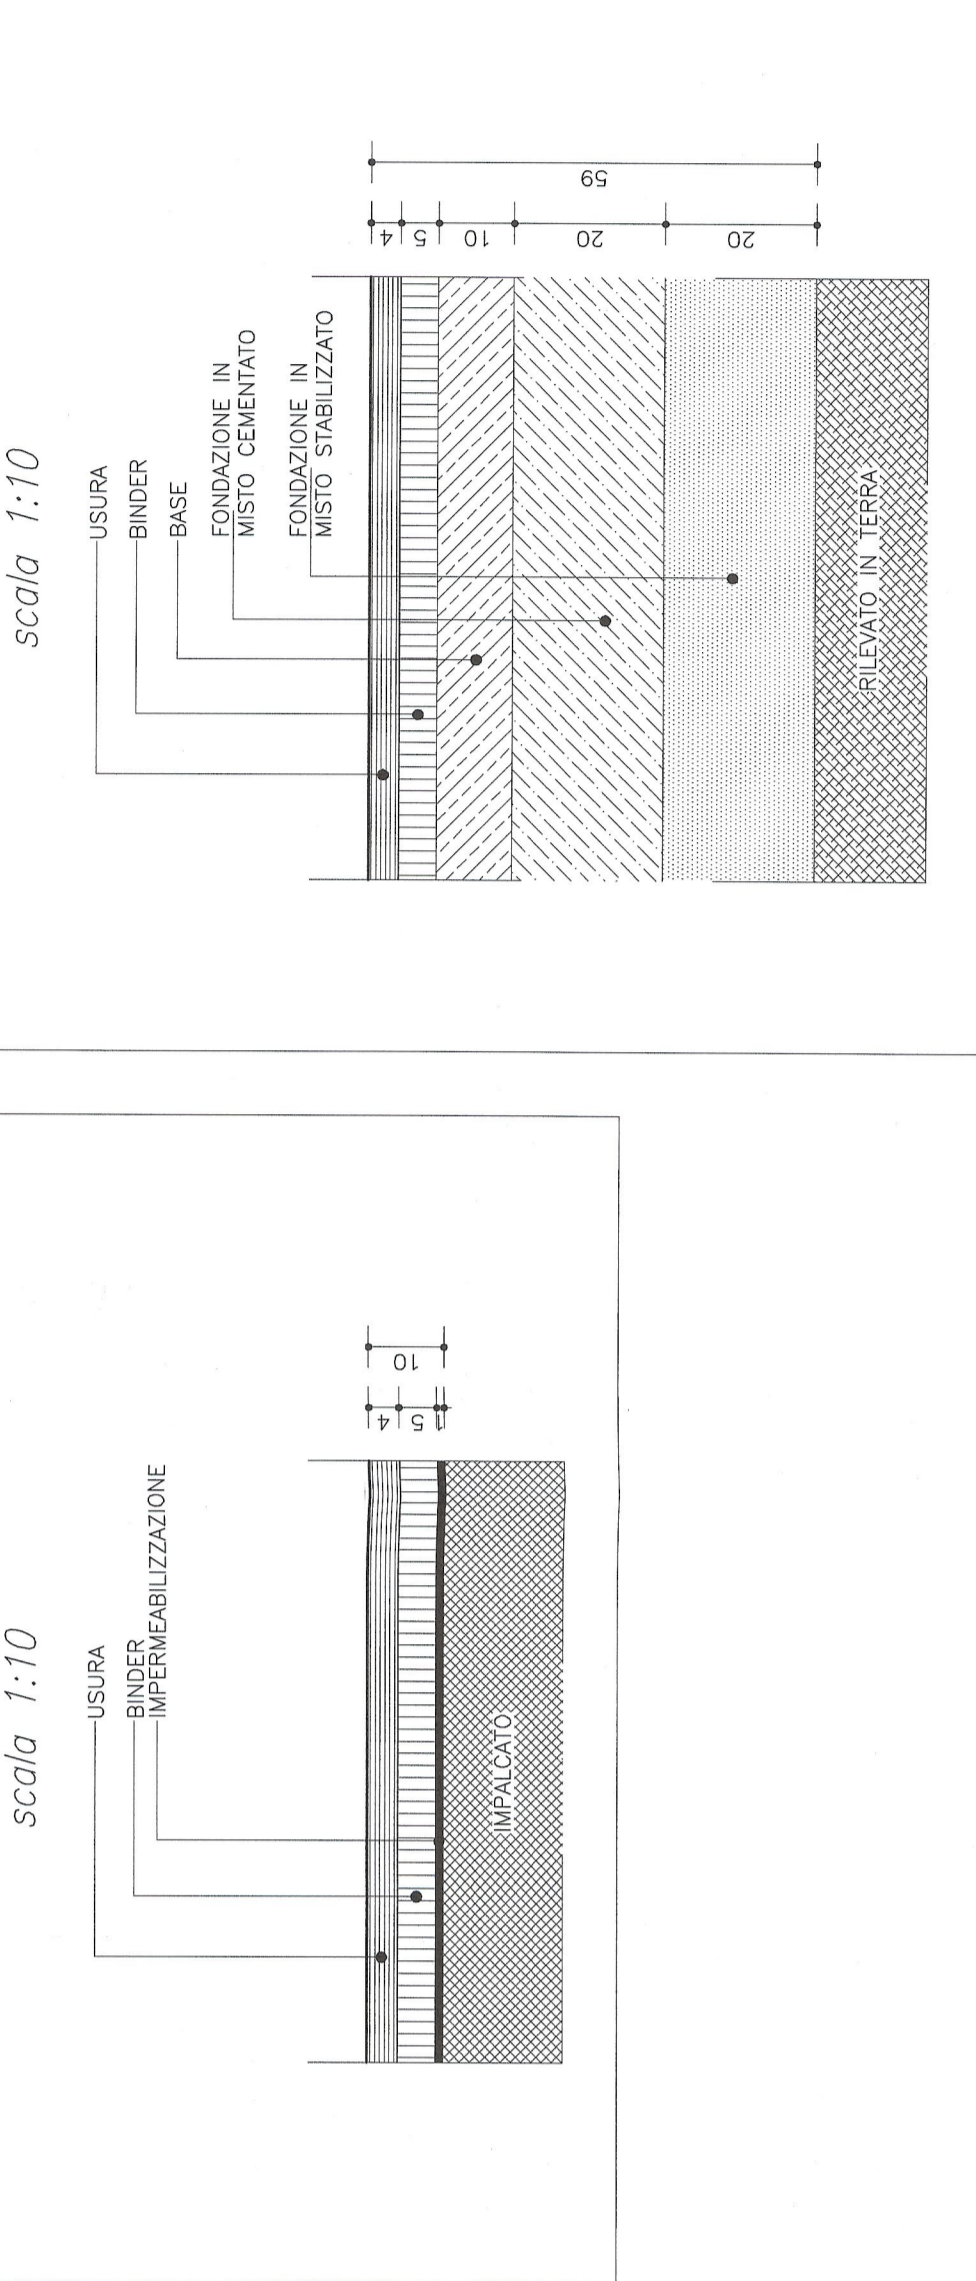 scala 1:10
USURA
BINDER
IMPERMEABILIZZAZIONE
IMPALCATO
4
5
1
10
scala 1:10
USURA
BINDER
BASE
FONDAZIONE IN
MISTO CEMENTATO
FONDAZIONE IN
MISTO STABILIZZATO
RILEVATO IN TERRA
4
5
10
20
20
59